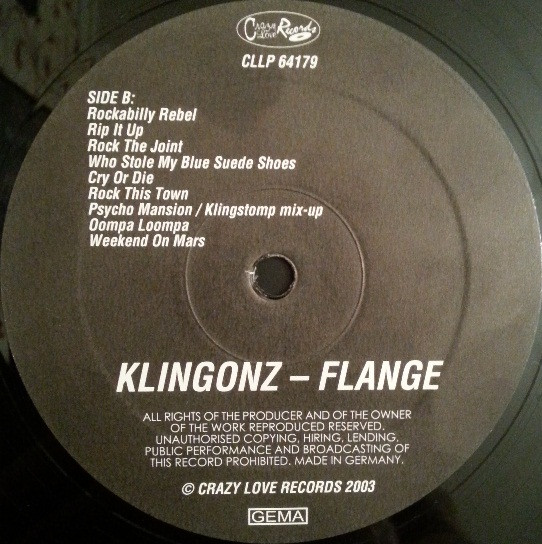 Crazy Love Records
CLLP 64179
SIDE B:
Rockabilly Rebel
Rip It Up
Rock The Joint
Who Stole My Blue Suede Shoes
Cry Or Die
Rock This Town
Psycho Mansion / Klingstomp mix-up
Oompa Loompa
Weekend On Mars
KLINGONZ – FLANGE
ALL RIGHTS OF THE PRODUCER AND OF THE OWNER
OF THE WORK REPRODUCED RESERVED.
UNAUTHORISED COPYING, HIRING, LENDING,
PUBLIC PERFORMANCE AND BROADCASTING OF
THIS RECORD PROHIBITED. MADE IN GERMANY.
© CRAZY LOVE RECORDS 2003
GEMA